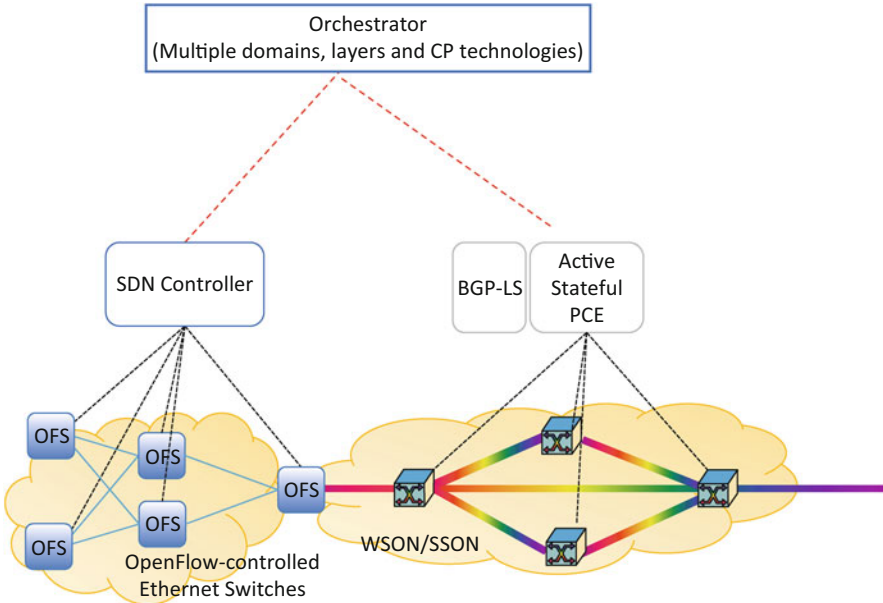 Orchestrator
(Multiple domains, layers and CP technologies)
SDN Controller
BGP-LS
Active
Stateful
PCE
OFS
OFS
OFS
OFS
OFS
WSON/SSON
OpenFlow-controlled
Ethernet Switches